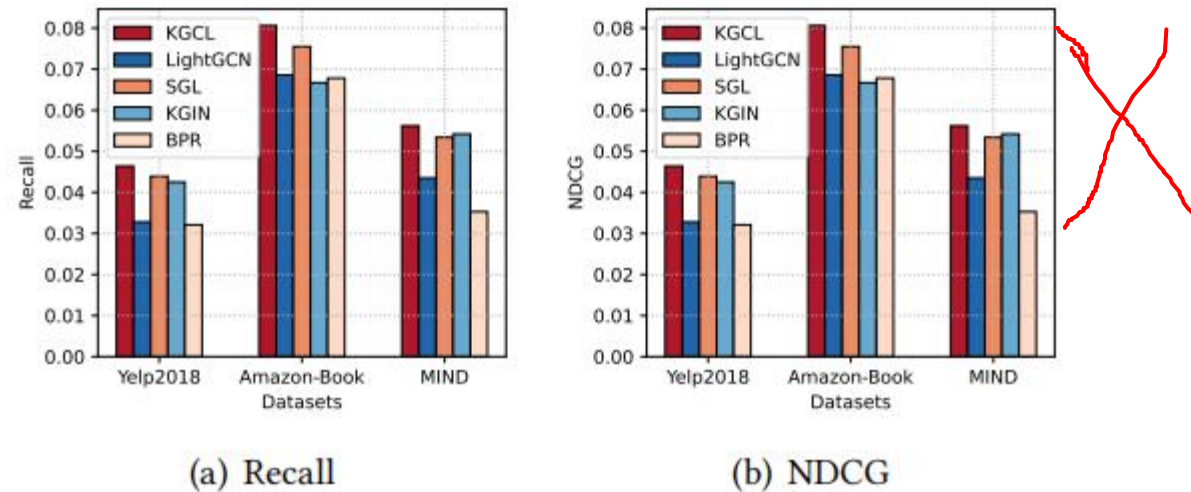 0.08
0.07
0.06
0.05
0.04
0.03
0.02
0.01
0.00
Recall
KGCL
LightGCN
SGL
KGIN
BPR
Yelp2018 Amazon-Book MIND
Datasets
(a) Recall
0.08
0.07
0.06
0.05
0.04
0.03
0.02
0.01
0.00
NDCG
KGCL
LightGCN
SGL
KGIN
BPR
Yelp2018 Amazon-Book MIND
Datasets
(b) NDCG